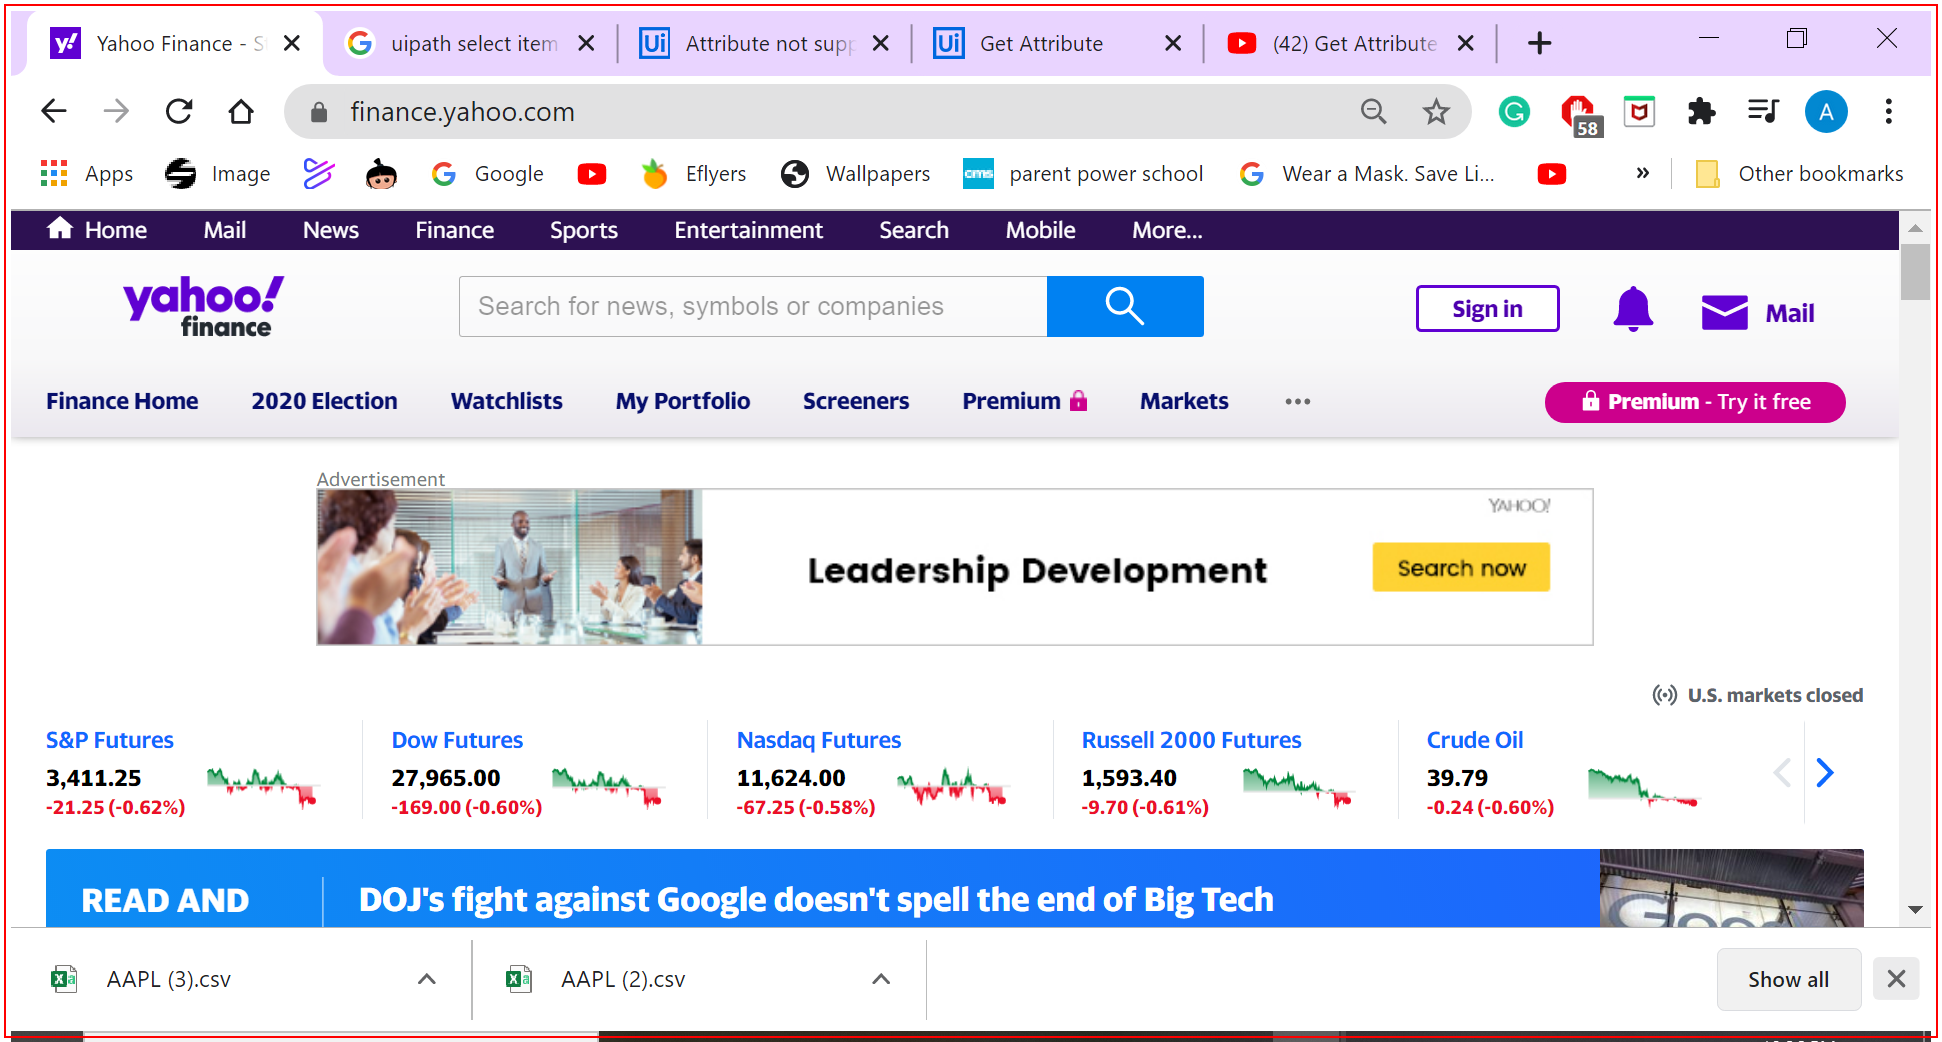 Yahoo Finance - S
uipath select item
Attribute not supp
Get Attribute
(42) Get Attribute
finance.yahoo.com
58
A
Apps
Image
Google
Eflyers
Wallpapers
cms
parent power school
Wear a Mask. Save Li...
»
Other bookmarks
Home Mail News Finance Sports Entertainment Search Mobile More...
yahoo!
finance
Search for news, symbols or companies
Sign in
Mail
Finance Home 2020 Election Watchlists My Portfolio Screeners Premium Markets
Premium - Try it free
Advertisement
YAHOO!
Leadership Development
Search now
U.S. markets closed
S&P Futures
3,411.25
-21.25 (-0.62%)
Dow Futures
27,965.00
-169.00 (-0.60%)
Nasdaq Futures
11,624.00
-67.25 (-0.58%)
Russell 2000 Futures
1,593.40
-9.70 (-0.61%)
Crude Oil
39.79
-0.24 (-0.60%)
READ AND
DOJ's fight against Google doesn't spell the end of Big Tech
AAPL (3).csv
AAPL (2).csv
Show all